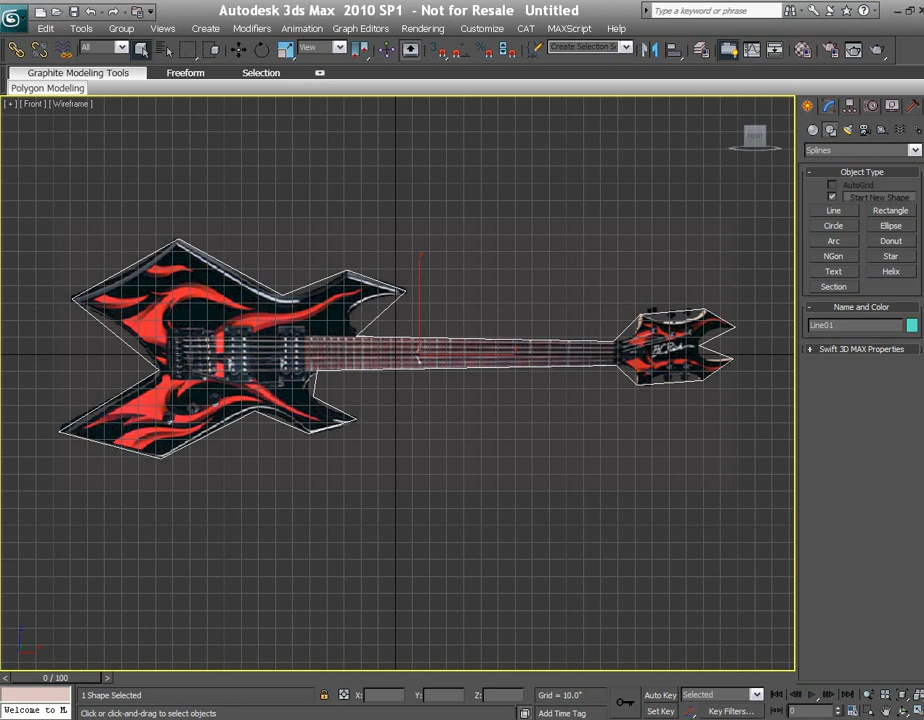 Autodesk 3ds Max 2010 SP1 - Not for Resale Untitled
Type a keyword or phrase
Edit Tools Group Views Create Modifiers Animation Graph Editors Rendering Customize CAT MAXScript Help
All View Create Selection Se
Graphite Modeling Tools Freeform Selection
Polygon Modeling
[ + ] [ Front ] [ Wireframe ]
FRONT
Splines
- Object Type
AutoGrid
Start New Shape
Line Rectangle
Circle Ellipse
Arc Donut
NGon Star
Text Helix
Section
- Name and Color
Line01
+ Swift 3D MAX Properties
0 / 100
1 Shape Selected X: Y: Z: Grid = 10.0" Auto Key Selected
Welcome to M. Click or click-and-drag to select objects Add Time Tag Set Key Key Filters... 0